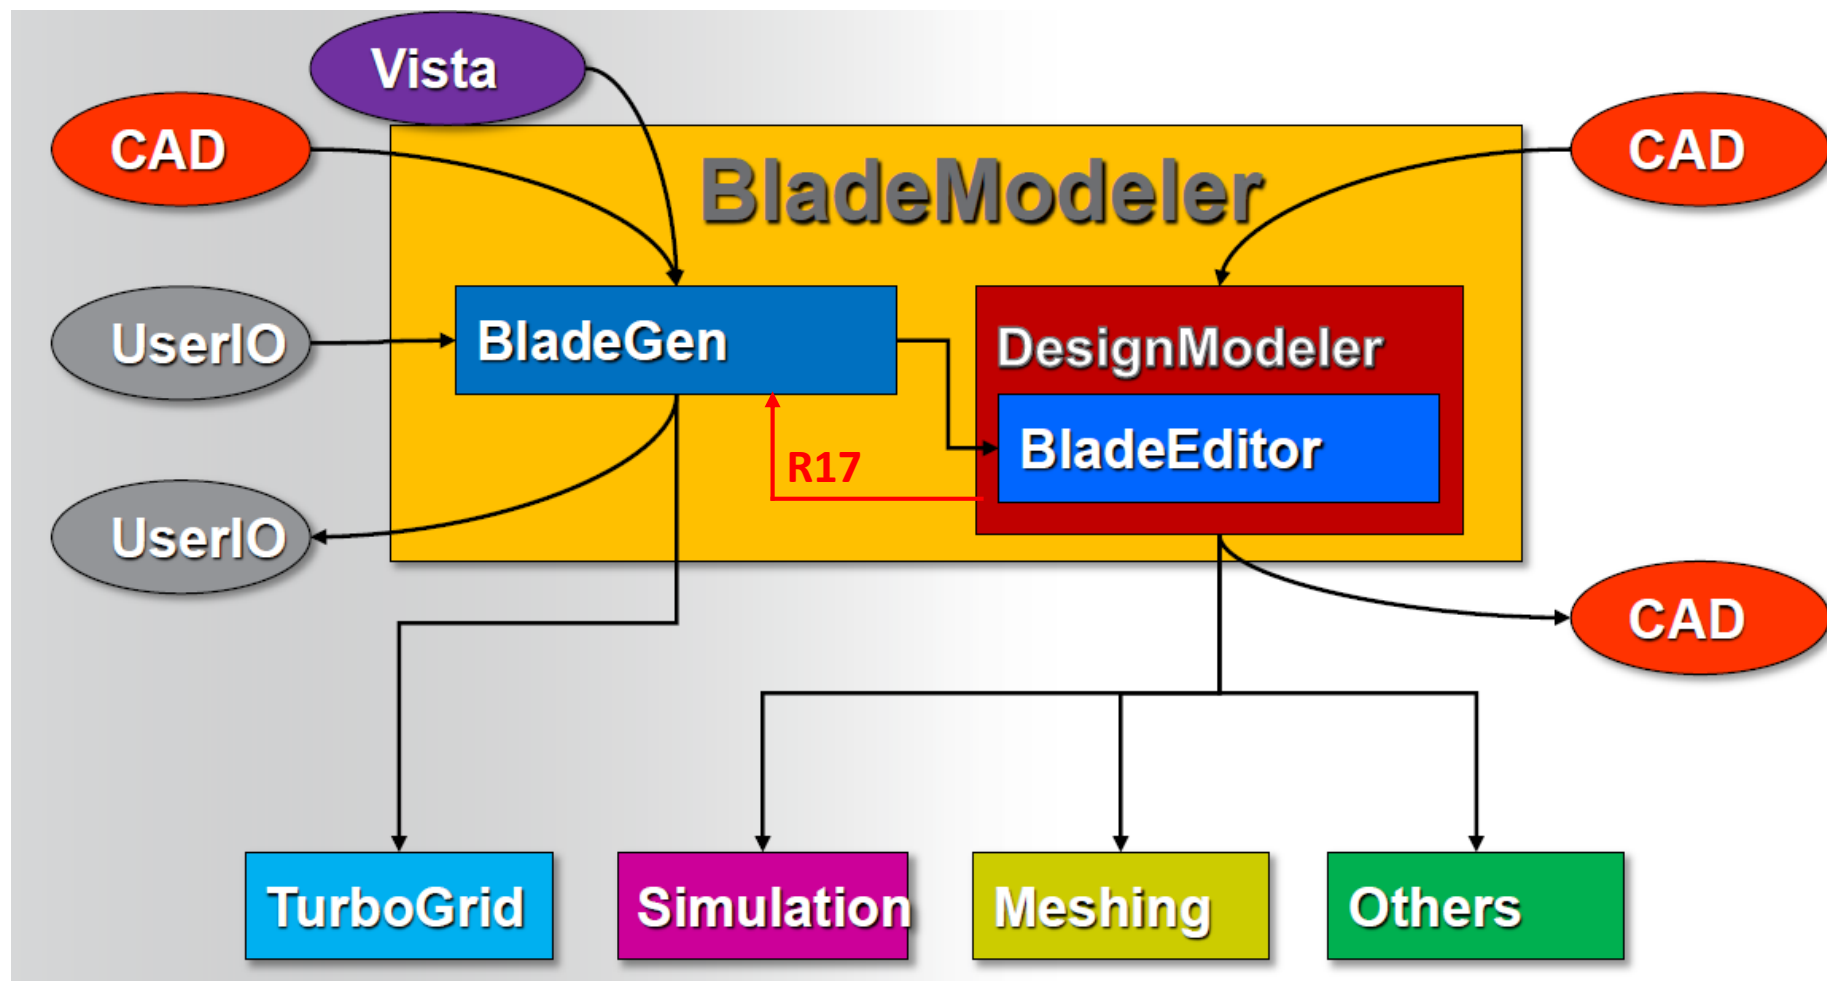 Vista
CAD
CAD
BladeModeler
UserIO
BladeGen
DesignModeler
BladeEditor
R17
UserIO
CAD
TurboGrid
Simulation
Meshing
Others